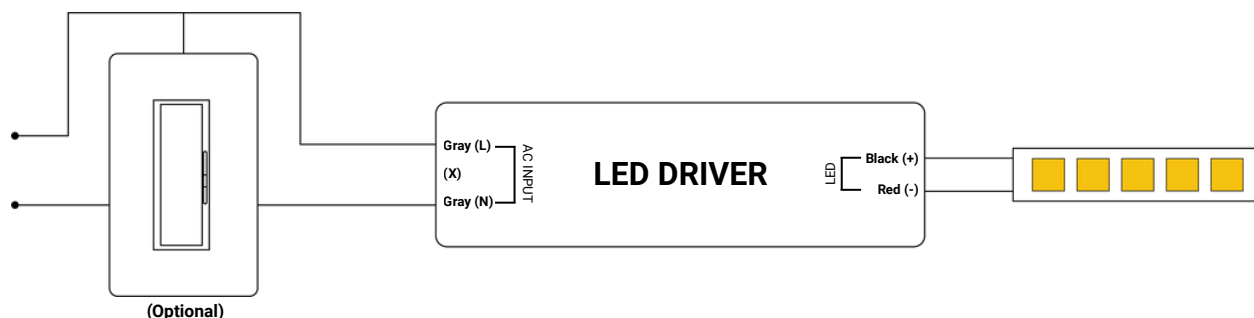 Gray (L)
(X)
Gray (N)
AC INPUT
LED DRIVER
LED
Black (+)
Red (-)
(Optional)